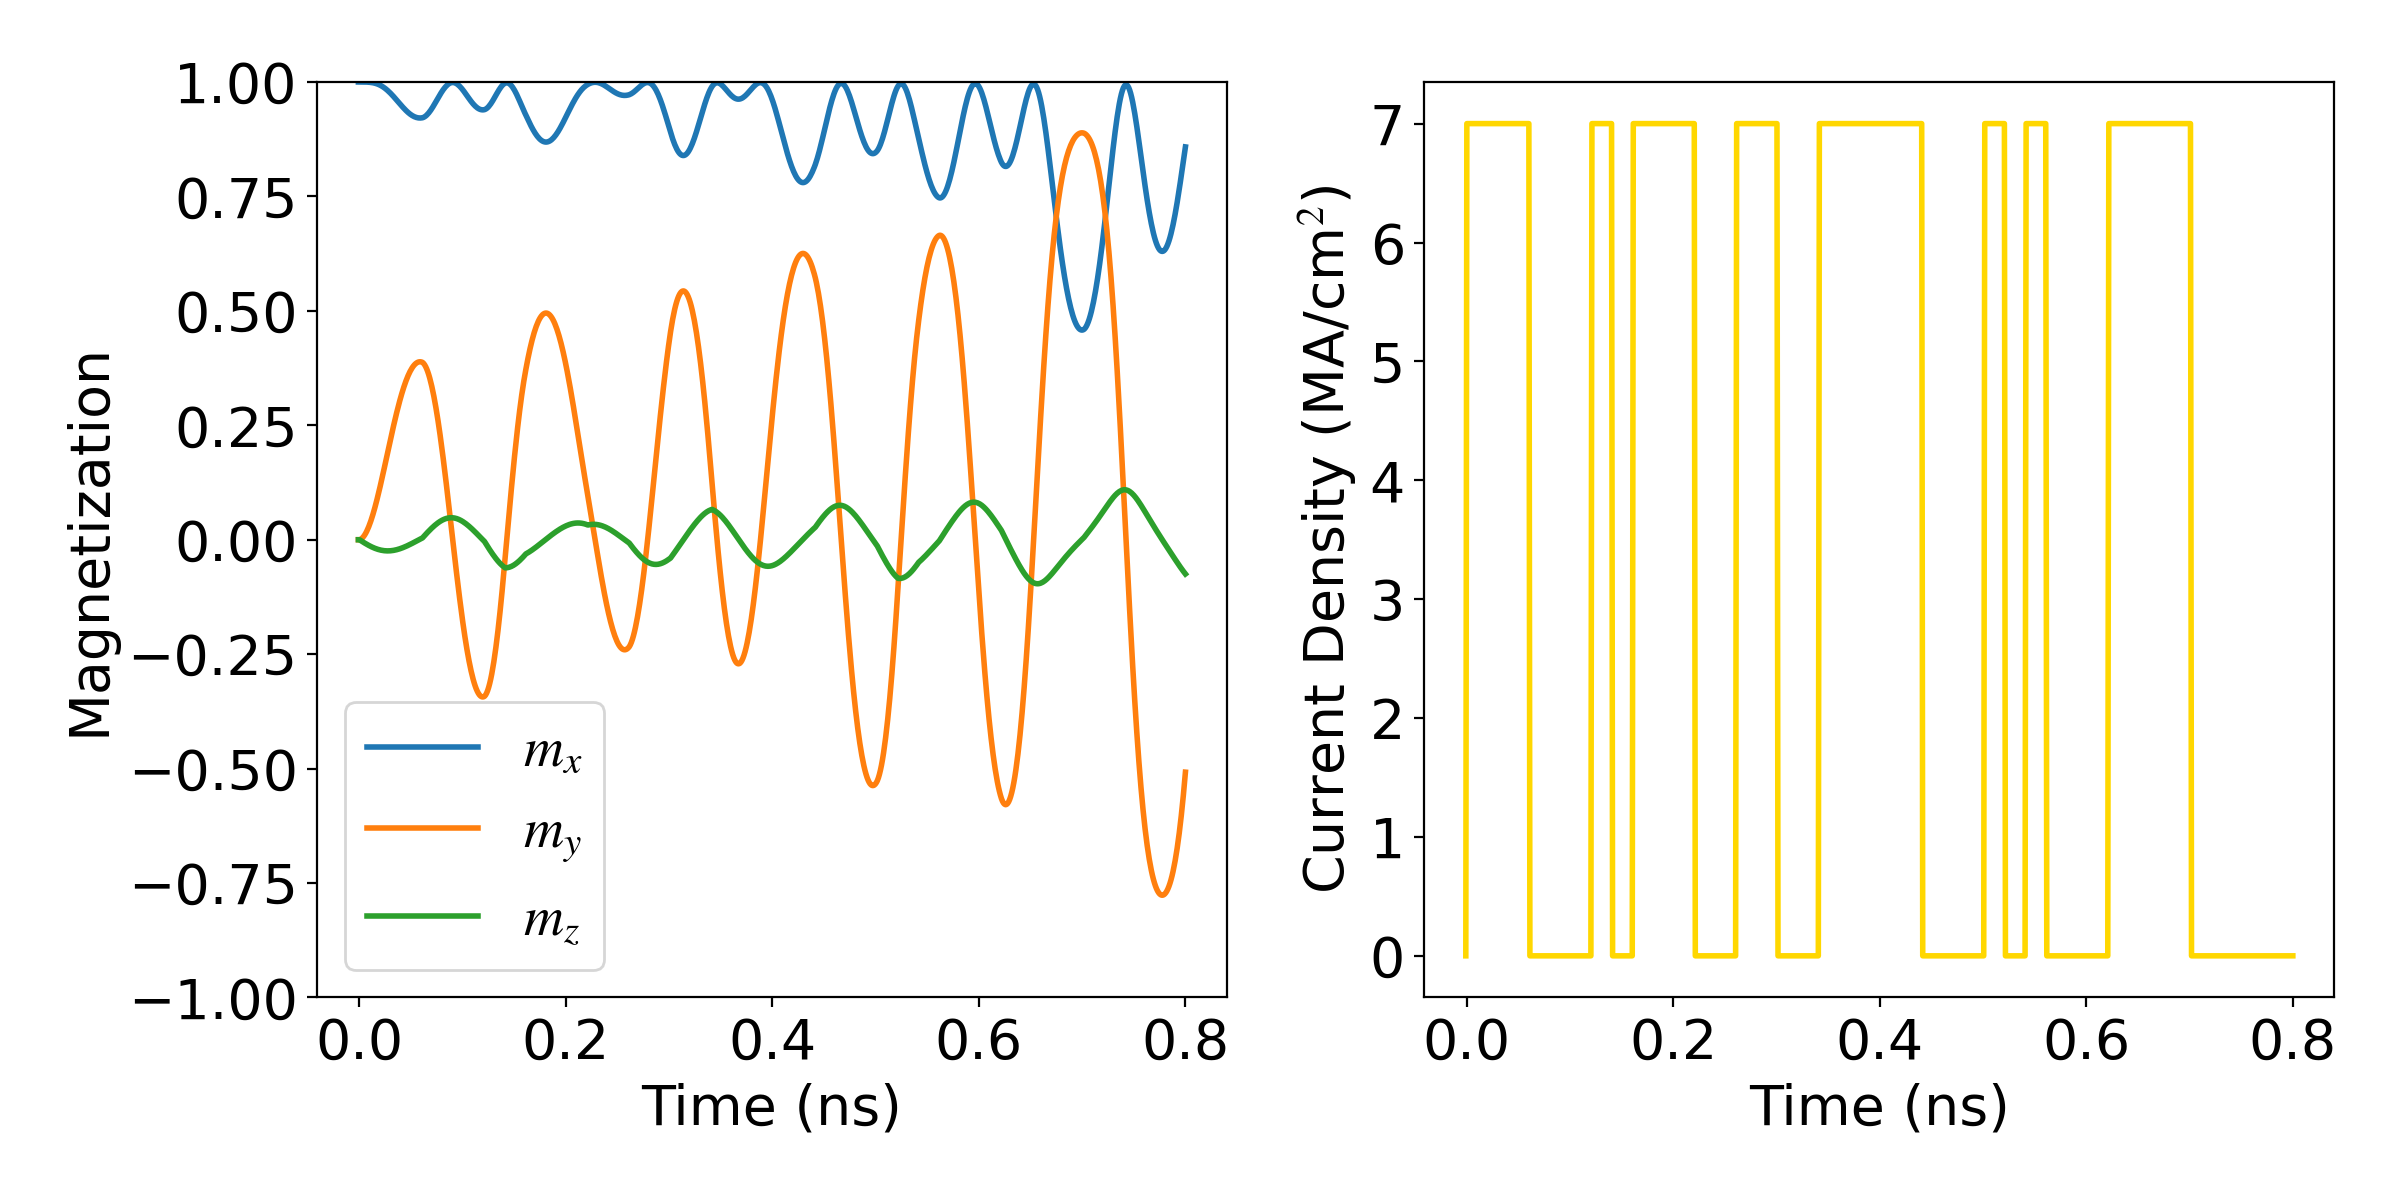 1.00
0.75
0.50
0.25
0.00
−0.25
−0.50
−0.75
−1.00
Magnetization
m_x
m_y
m_z
0.0 0.2 0.4 0.6 0.8
Time (ns)
7
6
5
4
3
2
1
0
Current Density (MA/cm²)
0.0 0.2 0.4 0.6 0.8
Time (ns)